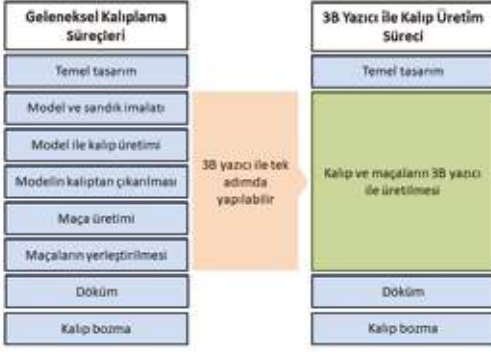 Geleneksel Kalıplama
Süreçleri
Temel tasarım
Model ve sandık imalatı
Model ile kalıp üretimi
Modelin kalıptan çıkarılması
Maça üretimi
Maçaların yerleştirilmesi
Döküm
Kalıp bozma
3B yazıcı ile tek
adımda
yapılabilir
3B Yazıcı ile Kalıp Üretim
Süreci
Temel tasarım
Kalıp ve maçaların 3B yazıcı
ile üretilmesi
Döküm
Kalıp bozma